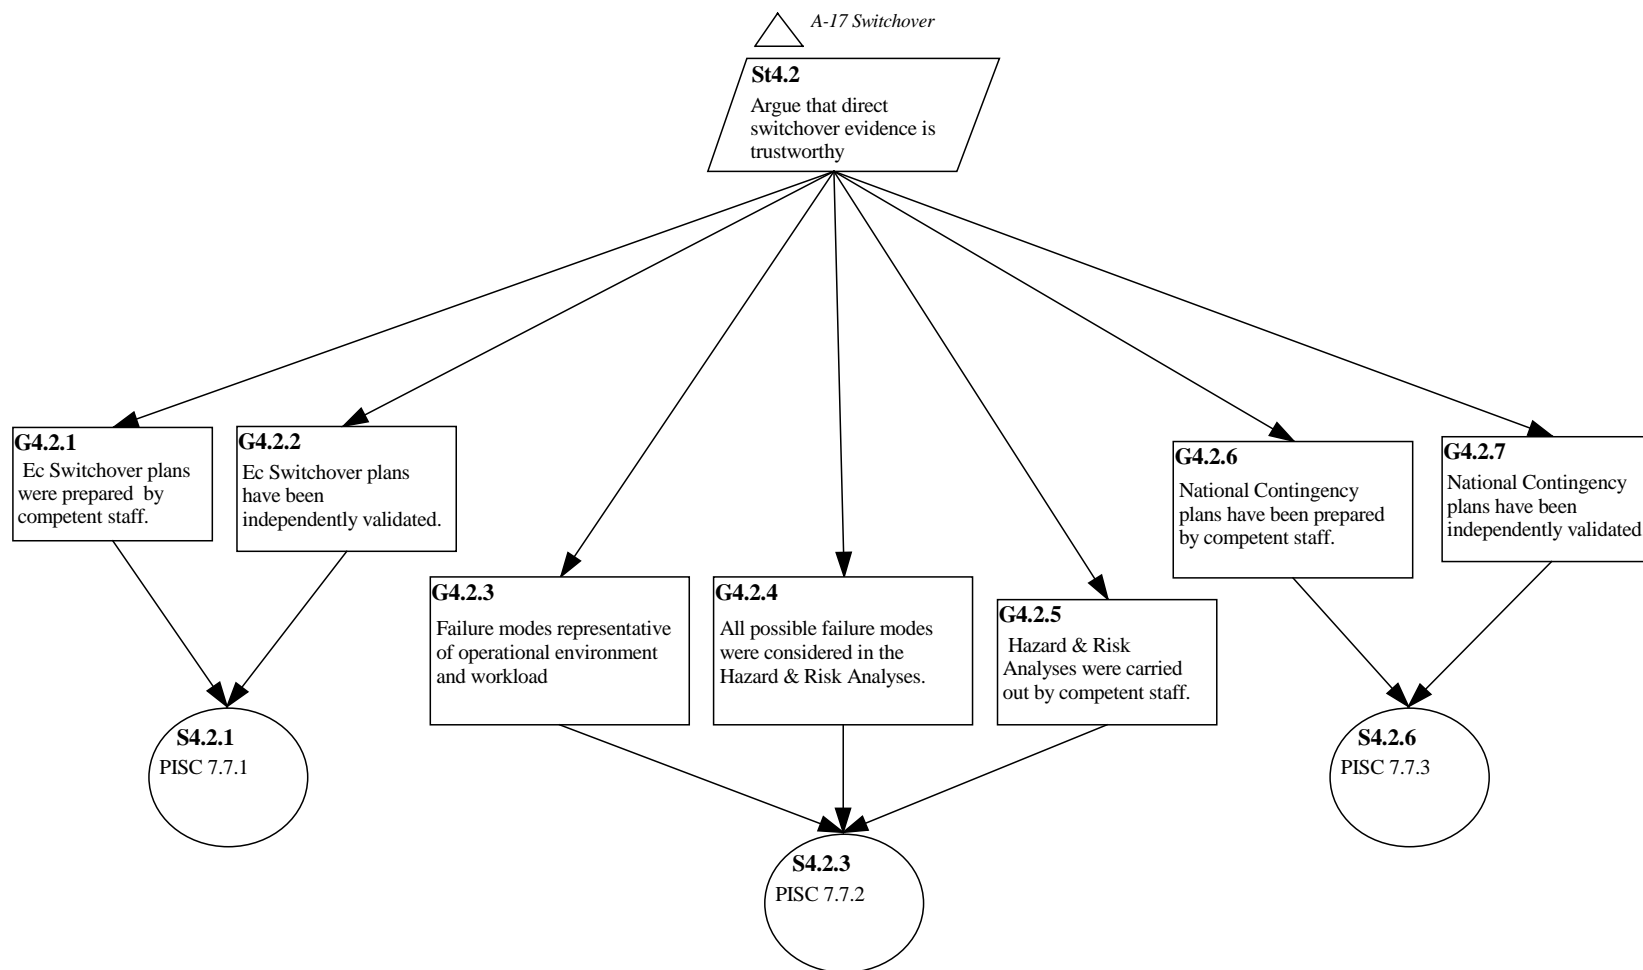 A-17 Switchover
St4.2
Argue that direct
switchover evidence is
trustworthy
G4.2.1
Ec Switchover plans
were prepared by
competent staff.
G4.2.2
Ec Switchover plans
have been
independently validated.
G4.2.3
Failure modes representative
of operational environment
and workload
G4.2.4
All possible failure modes
were considered in the
Hazard & Risk Analyses.
G4.2.5
Hazard & Risk
Analyses were carried
out by competent staff.
G4.2.6
National Contingency
plans have been prepared
by competent staff.
G4.2.7
National Contingency
plans have been
independently validated
S4.2.1
PISC 7.7.1
S4.2.3
PISC 7.7.2
S4.2.6
PISC 7.7.3